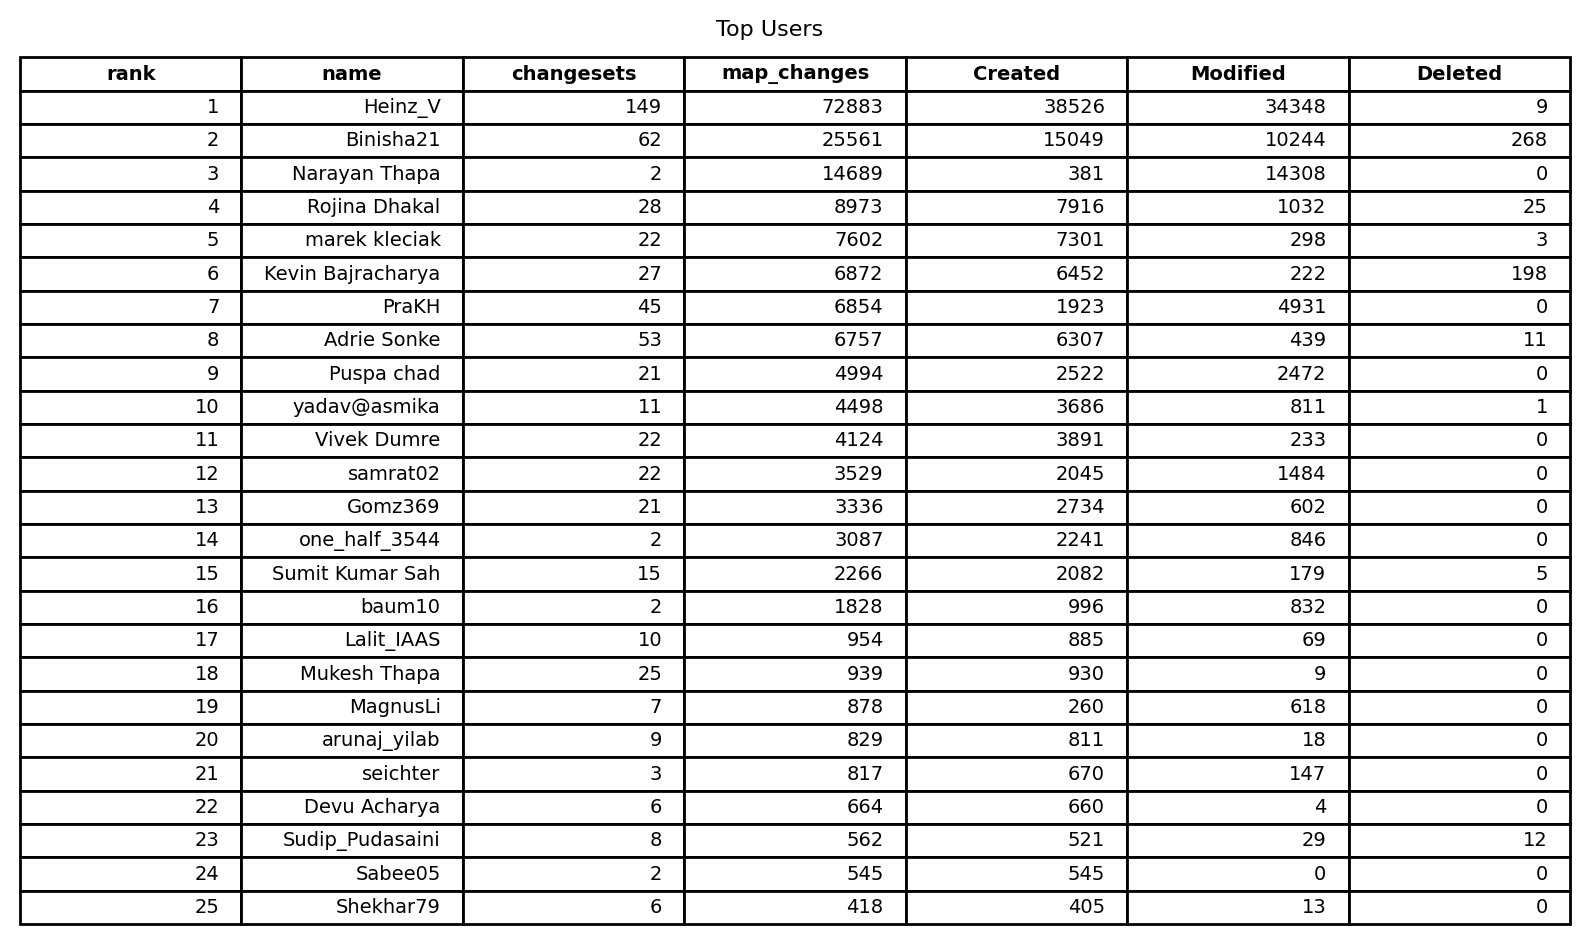 Top Users
rank name changesets map_changes Created Modified Deleted
1 Heinz_V 149 72883 38526 34348 9
2 Binisha21 62 25561 15049 10244 268
3 Narayan Thapa 2 14689 381 14308 0
4 Rojina Dhakal 28 8973 7916 1032 25
5 marek kleciak 22 7602 7301 298 3
6 Kevin Bajracharya 27 6872 6452 222 198
7 PraKH 45 6854 1923 4931 0
8 Adrie Sonke 53 6757 6307 439 11
9 Puspa chad 21 4994 2522 2472 0
10 yadav@asmika 11 4498 3686 811 1
11 Vivek Dumre 22 4124 3891 233 0
12 samrat02 22 3529 2045 1484 0
13 Gomz369 21 3336 2734 602 0
14 one_half_3544 2 3087 2241 846 0
15 Sumit Kumar Sah 15 2266 2082 179 5
16 baum10 2 1828 996 832 0
17 Lalit_IAAS 10 954 885 69 0
18 Mukesh Thapa 25 939 930 9 0
19 MagnusLi 7 878 260 618 0
20 arunaj_yilab 9 829 811 18 0
21 seichter 3 817 670 147 0
22 Devu Acharya 6 664 660 4 0
23 Sudip_Pudasaini 8 562 521 29 12
24 Sabee05 2 545 545 0 0
25 Shekhar79 6 418 405 13 0